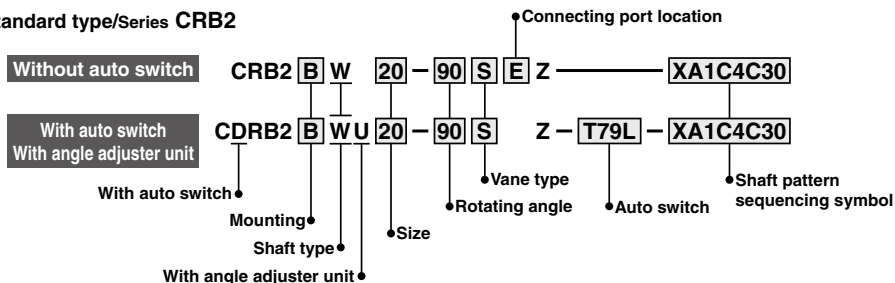 tandard type/Series CRB2
Connecting port location
Without auto switch CRB2 B W 20 – 90 S E Z — XA1C4C30
With auto switch
With angle adjuster unit
CDRB2 B W U 20 – 90 S Z – T79L – XA1C4C30
With auto switch
Mounting
Shaft type
With angle adjuster unit
Size
Rotating angle
Vane type
Auto switch
Shaft pattern
sequencing symbol